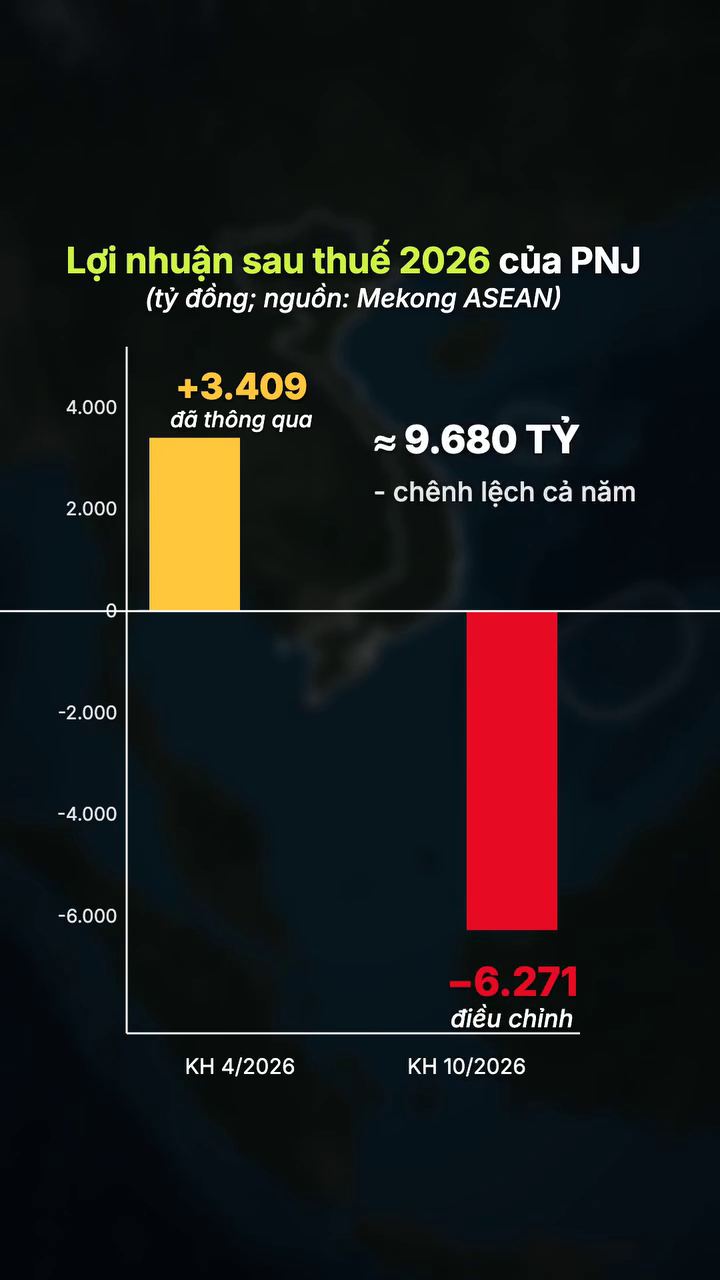 Lợi nhuận sau thuế 2026 của PNJ
(tỷ đồng; nguồn: Mekong ASEAN)
+3.409
đã thông qua
≈ 9.680 TỶ
- chênh lệch cả năm
4.000
2.000
0
-2.000
-4.000
-6.000
−6.271
điều chỉnh
KH 4/2026
KH 10/2026